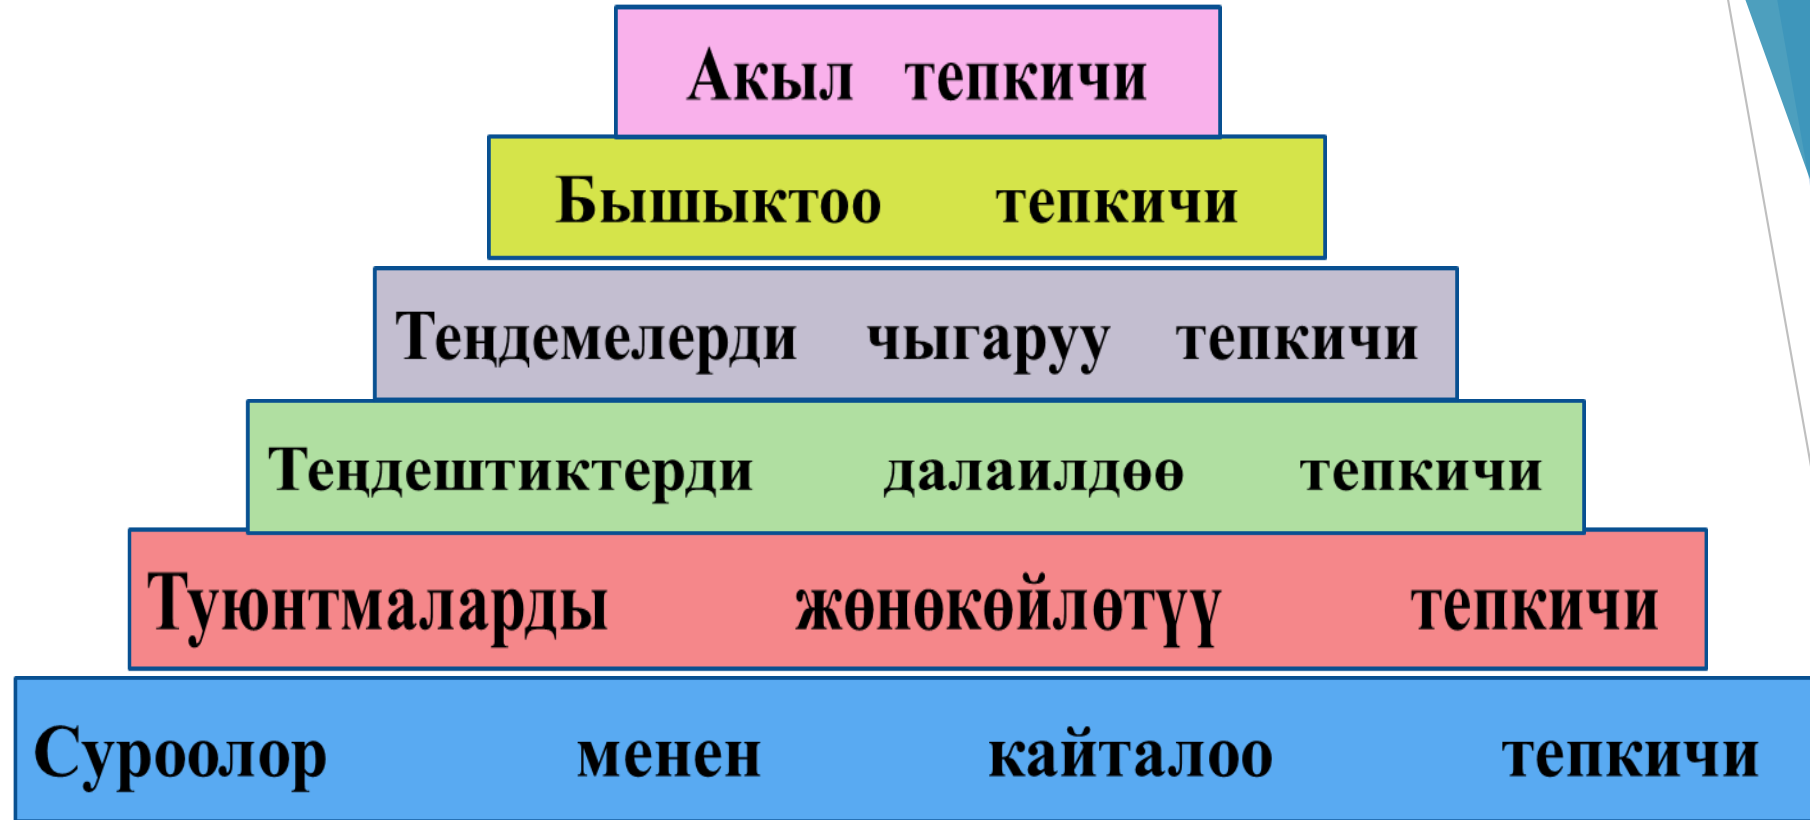 Акыл тепкичи
Бышыктоо тепкичи
Теңдемелерди чыгаруу тепкичи
Теңдештиктерди далаилдөө тепкичи
Туюнтмаларды жөнөкөйлөтүү тепкичи
Суроолор менен кайталоо тепкичи